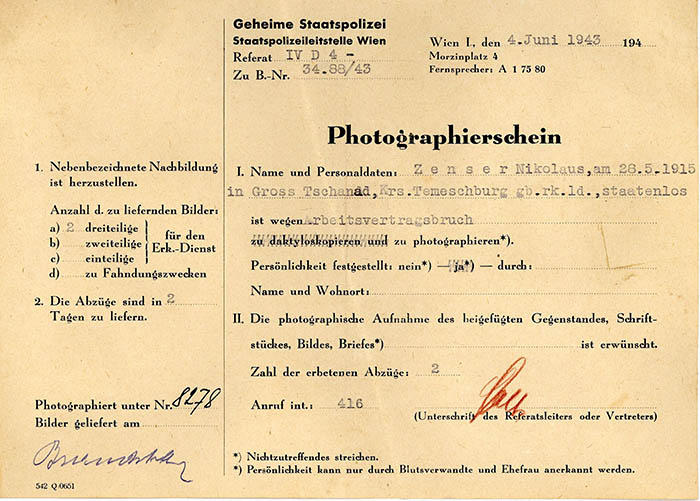 Geheime Staatspolizei
Staatspolizeileitstelle Wien
Referat IV D 4 -
Zu B.-Nr. 34.88/43
Wien I., den 4.Juni 1943 194
Morzinplatz 4
Fernsprecher: A 1 75 80
Photographierschein
1. Nebenbezeichnete Nachbildung
ist herzustellen.
Anzahl d. zu liefernden Bilder:
a) 2 dreiteilige
b) zweiteilige
c) einteilige
für den
Erk.-Dienst
d) zu Fahndungszwecken
2. Die Abzüge sind in 2
Tagen zu liefern.
Photographiert unter Nr. 8278
Bilder geliefert am
542 Q/0651
I. Name und Personaldaten: Zenser Nikolaus, am 28.5.1915
in Gross Tschanad, Krs.Temeschburg gb.rk.ld., staatenlos
ist wegen Arbeitsvertragsbruch
zu daktyloskopieren und zu photographieren*).
Persönlichkeit festgestellt: nein*) — ja*) — durch:
Name und Wohnort:
II. Die photographische Aufnahme des beigefügten Gegenstandes, Schrift-
stückes, Bildes, Briefes*) ist erwünscht.
Zahl der erbetenen Abzüge: 2
Anruf int.: 416
(Unterschrift des Referatsleiters oder Vertreters)
*) Nichtzutreffendes streichen.
*) Persönlichkeit kann nur durch Blutsverwandte und Ehefrau anerkannt werden.